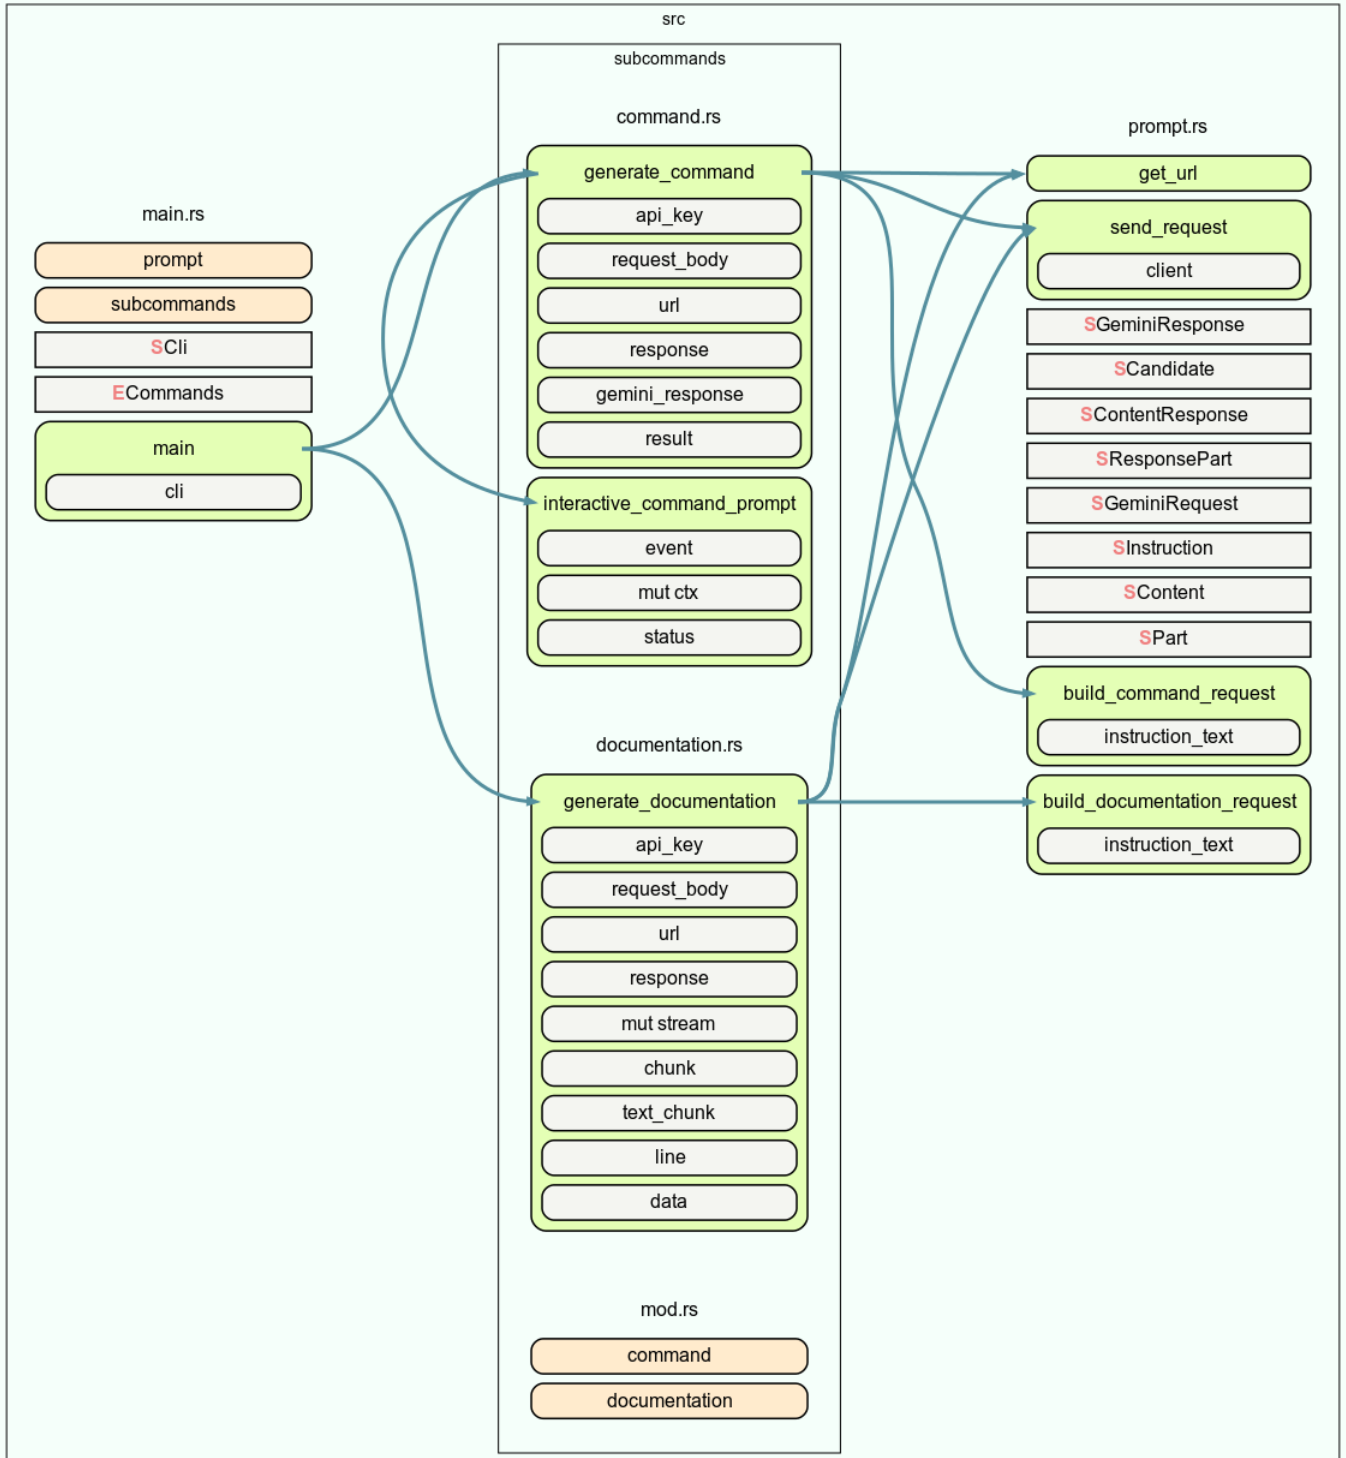 src
subcommands
main.rs
prompt
subcommands
SCli
ECommands
main
cli
command.rs
generate_command
api_key
request_body
url
response
gemini_response
result
interactive_command_prompt
event
mut ctx
status
documentation.rs
generate_documentation
api_key
request_body
url
response
mut stream
chunk
text_chunk
line
data
mod.rs
command
documentation
prompt.rs
get_url
send_request
client
SGeminiResponse
SCandidate
SContentResponse
SResponsePart
SGeminiRequest
SInstruction
SContent
SPart
build_command_request
instruction_text
build_documentation_request
instruction_text